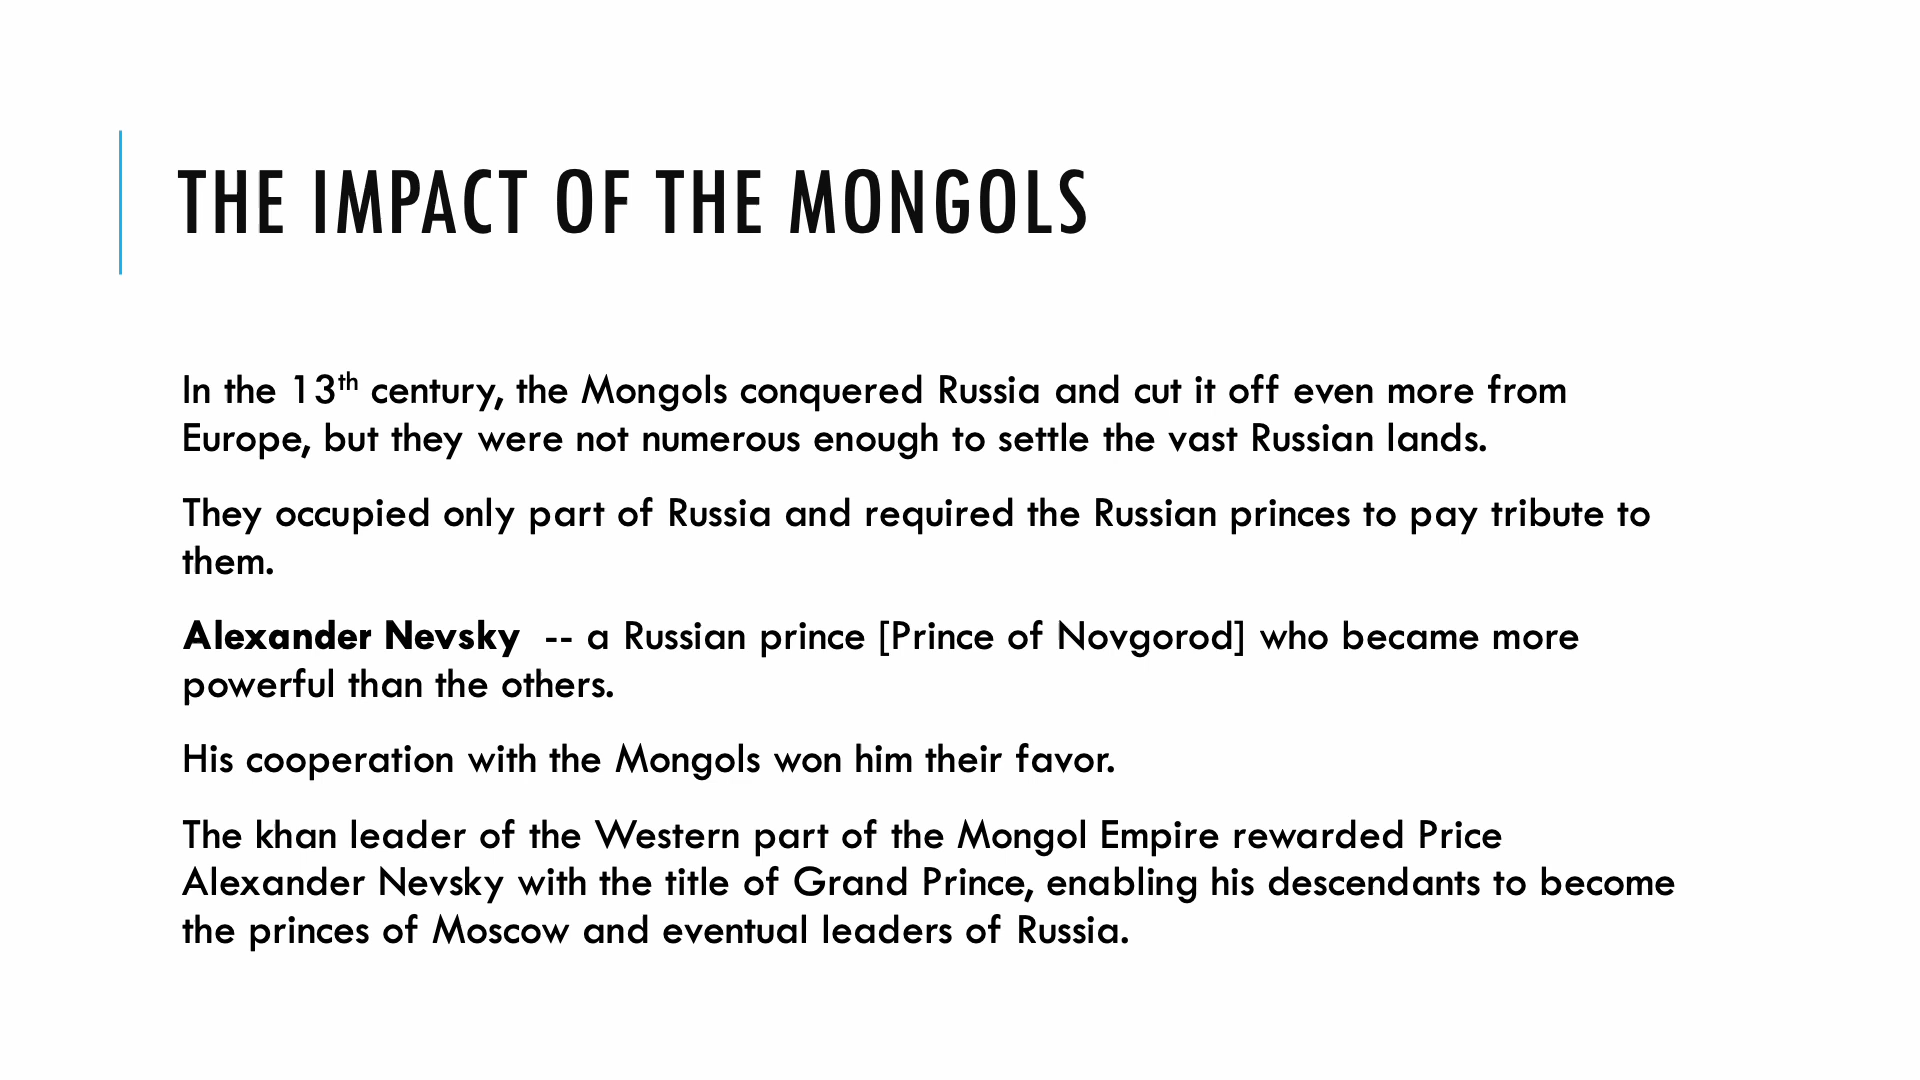 THE IMPACT OF THE MONGOLS
In the 13th century, the Mongols conquered Russia and cut it off even more from
Europe, but they were not numerous enough to settle the vast Russian lands.
They occupied only part of Russia and required the Russian princes to pay tribute to
them.
Alexander Nevsky -- a Russian prince [Prince of Novgorod] who became more
powerful than the others.
His cooperation with the Mongols won him their favor.
The khan leader of the Western part of the Mongol Empire rewarded Price
Alexander Nevsky with the title of Grand Prince, enabling his descendants to become
the princes of Moscow and eventual leaders of Russia.